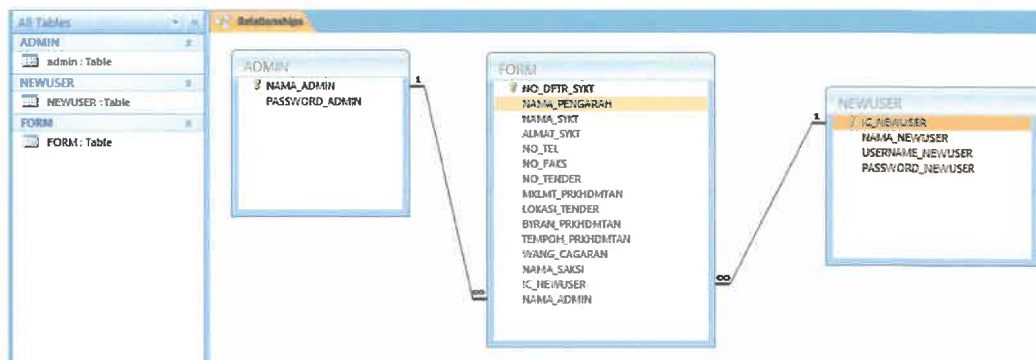 All Tables
ADMIN
admin : Table
NEWUSER
NEWUSER : Table
FORM
FORM : Table
Relationships
ADMIN
NAMA_ADMIN
PASSWORD_ADMIN
1
∞
FORM
NO_DFTR_SYKT
NAMA_PENGARAH
NAMA_SYKT
ALMAT_SYKT
NO_TEL
NO_FAKS
NO_TENDER
MKLMT_PRKHDMTAN
LOKASI_TENDER
BYRAN_PRKHDMTAN
TEMPOH_PRKHDMTAN
WANG_CAGARAN
NAMA_SAKSI
IC_NEWUSER
NAMA_ADMIN
∞
1
NEWUSER
IC_NEWUSER
NAMA_NEWUSER
USERNAME_NEWUSER
PASSWORD_NEWUSER